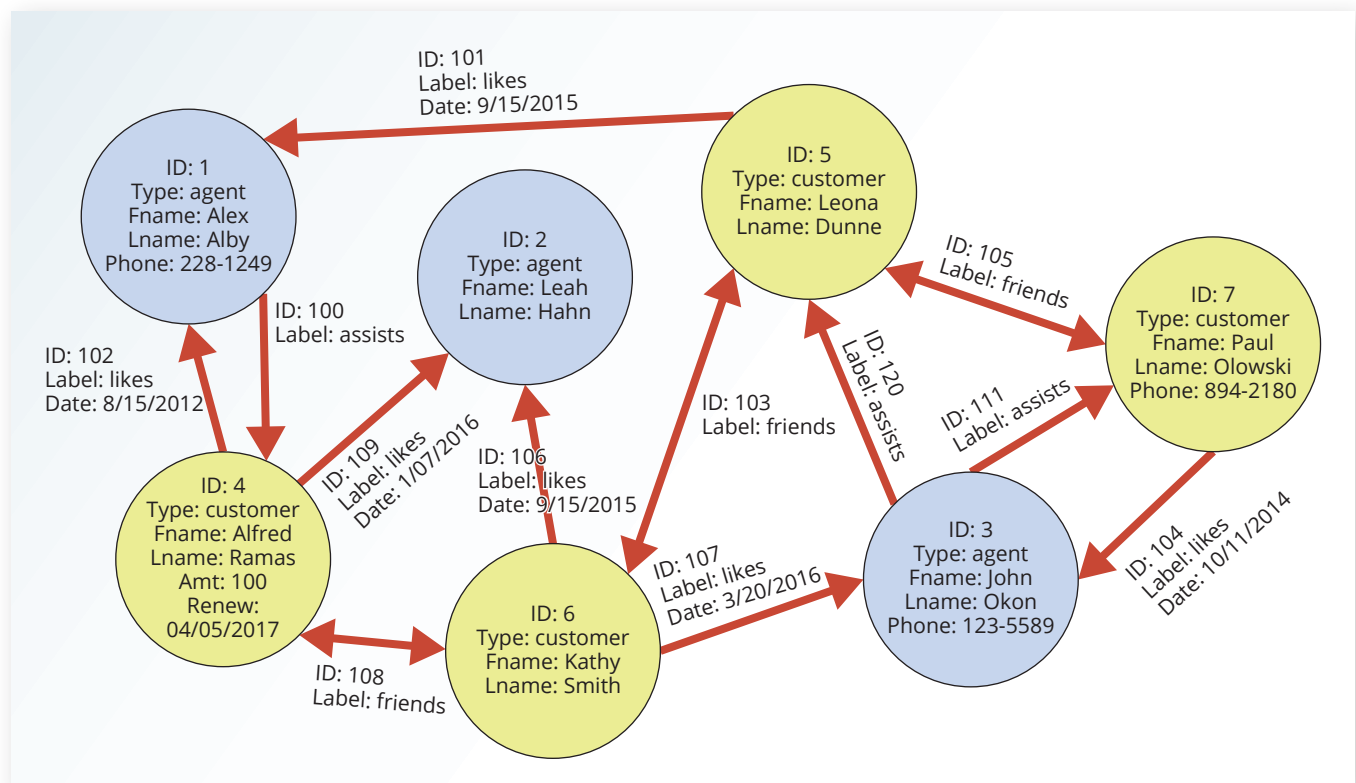 ID: 101
Label: likes
Date: 9/15/2015
ID: 1
Type: agent
Fname: Alex
Lname: Alby
Phone: 228-1249
ID: 2
Type: agent
Fname: Leah
Lname: Hahn
ID: 5
Type: customer
Fname: Leona
Lname: Dunne
ID: 105
Label: friends
ID: 7
Type: customer
Fname: Paul
Lname: Olowski
Phone: 894-2180
ID: 100
Label: assists
ID: 102
Label: likes
Date: 8/15/2012
ID: 109
Label: likes
Date: 1/07/2016
ID: 106
Label: likes
Date: 9/15/2015
ID: 103
Label: friends
ID: 120
Label: assists
ID: 111
Label: assists
ID: 4
Type: customer
Fname: Alfred
Lname: Ramas
Amt: 100
Renew:
04/05/2017
ID: 108
Label: friends
ID: 6
Type: customer
Fname: Kathy
Lname: Smith
ID: 107
Label: likes
Date: 3/20/2016
ID: 3
Type: agent
Fname: John
Lname: Okon
Phone: 123-5589
ID: 104
Label: likes
Date: 10/11/2014